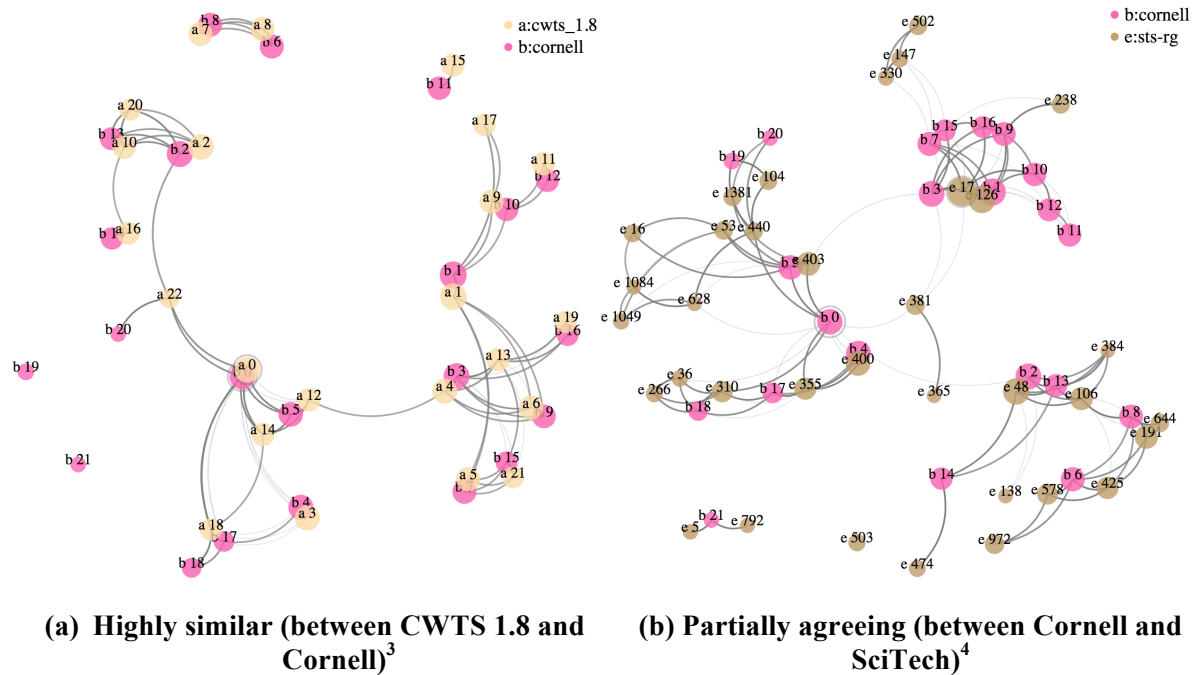 a:cwts_1.8
b:cornell
b 8
a 7
a 8
b 6
a 15
b 11
a 20
b 13
a 10
b 2
a 2
a 17
a 11
b 12
a 9
b 10
b 1
a 16
b 1
a 1
a 22
b 20
b 19
a 19
b 16
a 13
b 3
a 4
a 6
b 9
a 0
a 12
b 5
a 14
b 21
b 15
a 5
a 21
b 4
a 3
a 18
b 17
b 18
b:cornell
e:sts-rg
e 502
e 147
e 330
e 238
b 15
b 16
b 9
b 7
b 20
b 19
e 104
e 1381
b 3
e 17
b 1
e 126
b 10
b 12
b 11
e 16
e 53
e 440
b 5
e 403
e 1084
e 628
e 1049
b 0
e 381
b 4
e 400
e 36
e 266
e 310
b 17
e 355
b 18
e 365
e 384
b 2
b 13
e 48
e 106
b 8
e 644
e 191
b 14
b 6
e 138
e 578
e 425
b 21
e 5
e 792
e 503
e 972
e 474
(a) Highly similar (between CWTS 1.8 and
Cornell)3
(b) Partially agreeing (between Cornell and
SciTech)4